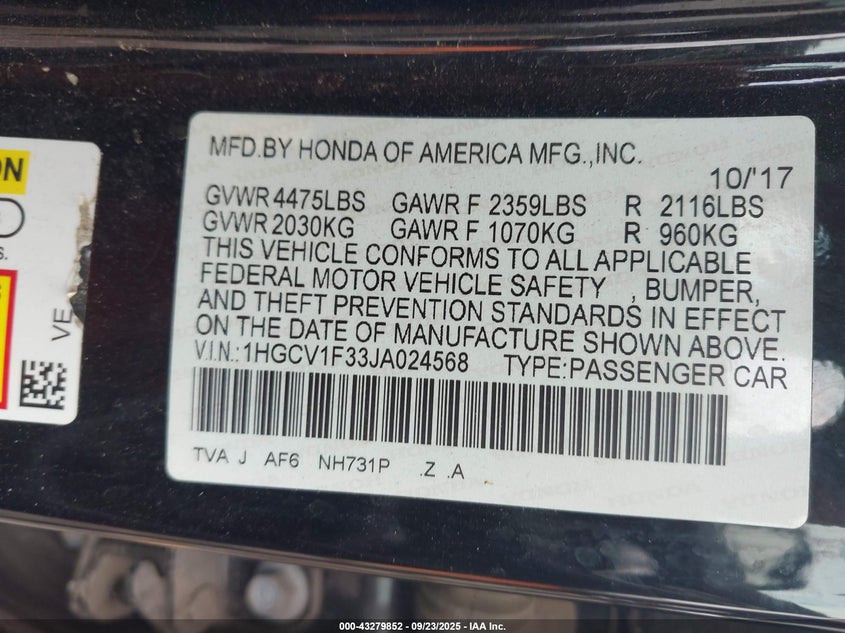 ON
S.
S
VE
MFD.BY HONDA OF AMERICA MFG.,INC.
10/'17
GVWR 4475LBS GAWR F 2359LBS R 2116LBS
GVWR 2030KG GAWR F 1070KG R 960KG
THIS VEHICLE CONFORMS TO ALL APPLICABLE
FEDERAL MOTOR VEHICLE SAFETY , BUMPER,
AND THEFT PREVENTION STANDARDS IN EFFECT
ON THE DATE OF MANUFACTURE SHOWN ABOVE.
V.I.N.:1HGCV1F33JA024568 TYPE:PASSENGER CAR
TVA J AF6 NH731P .Z .A
000-43279852 - 09/23/2025 - IAA Inc.